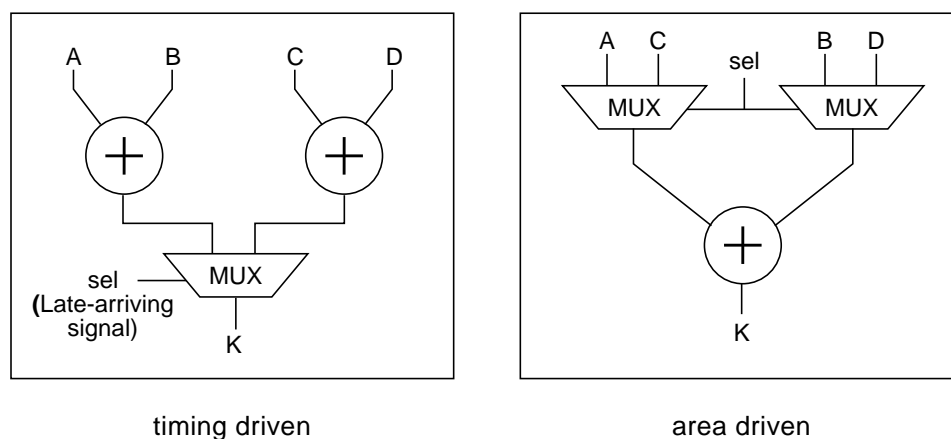 A B C D
MUX
sel
(Late-arriving
signal)
K
timing driven
A C B D
sel
MUX MUX
K
area driven